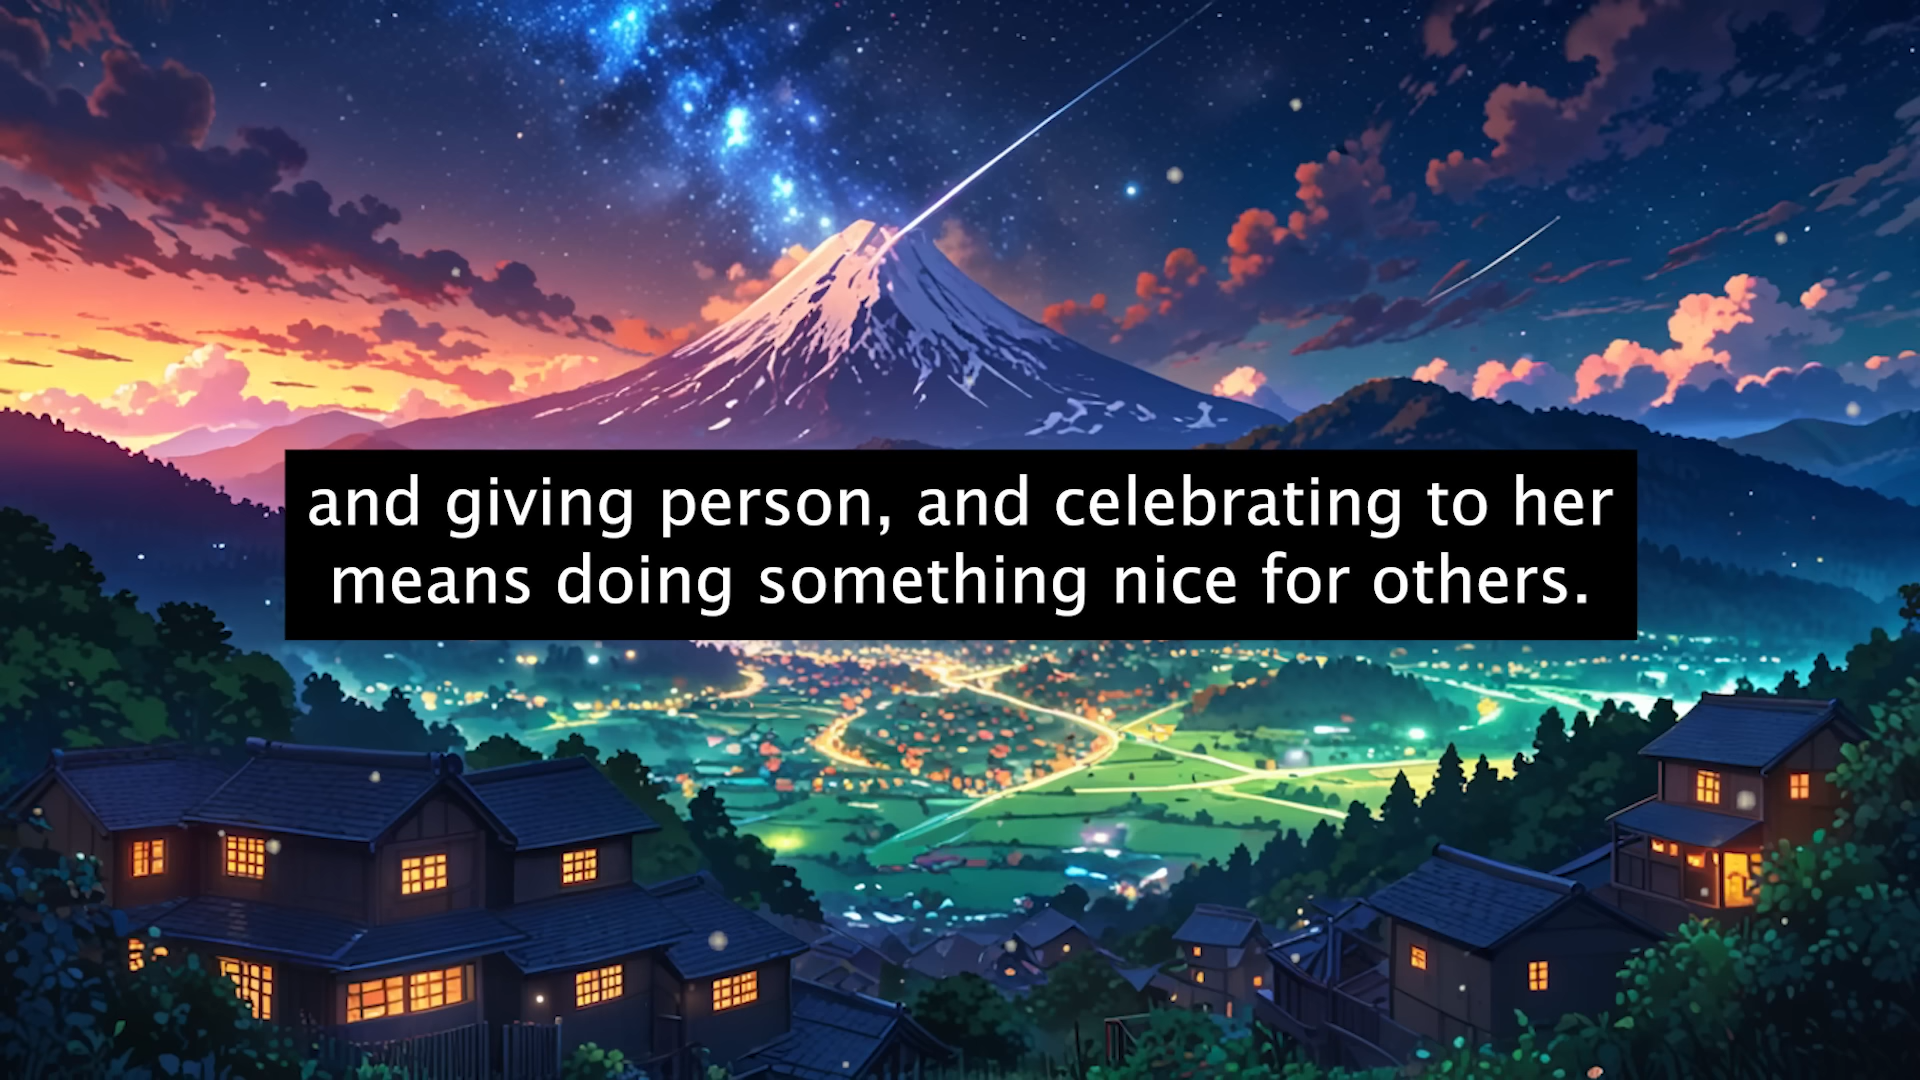 and giving person, and celebrating to her
means doing something nice for others.